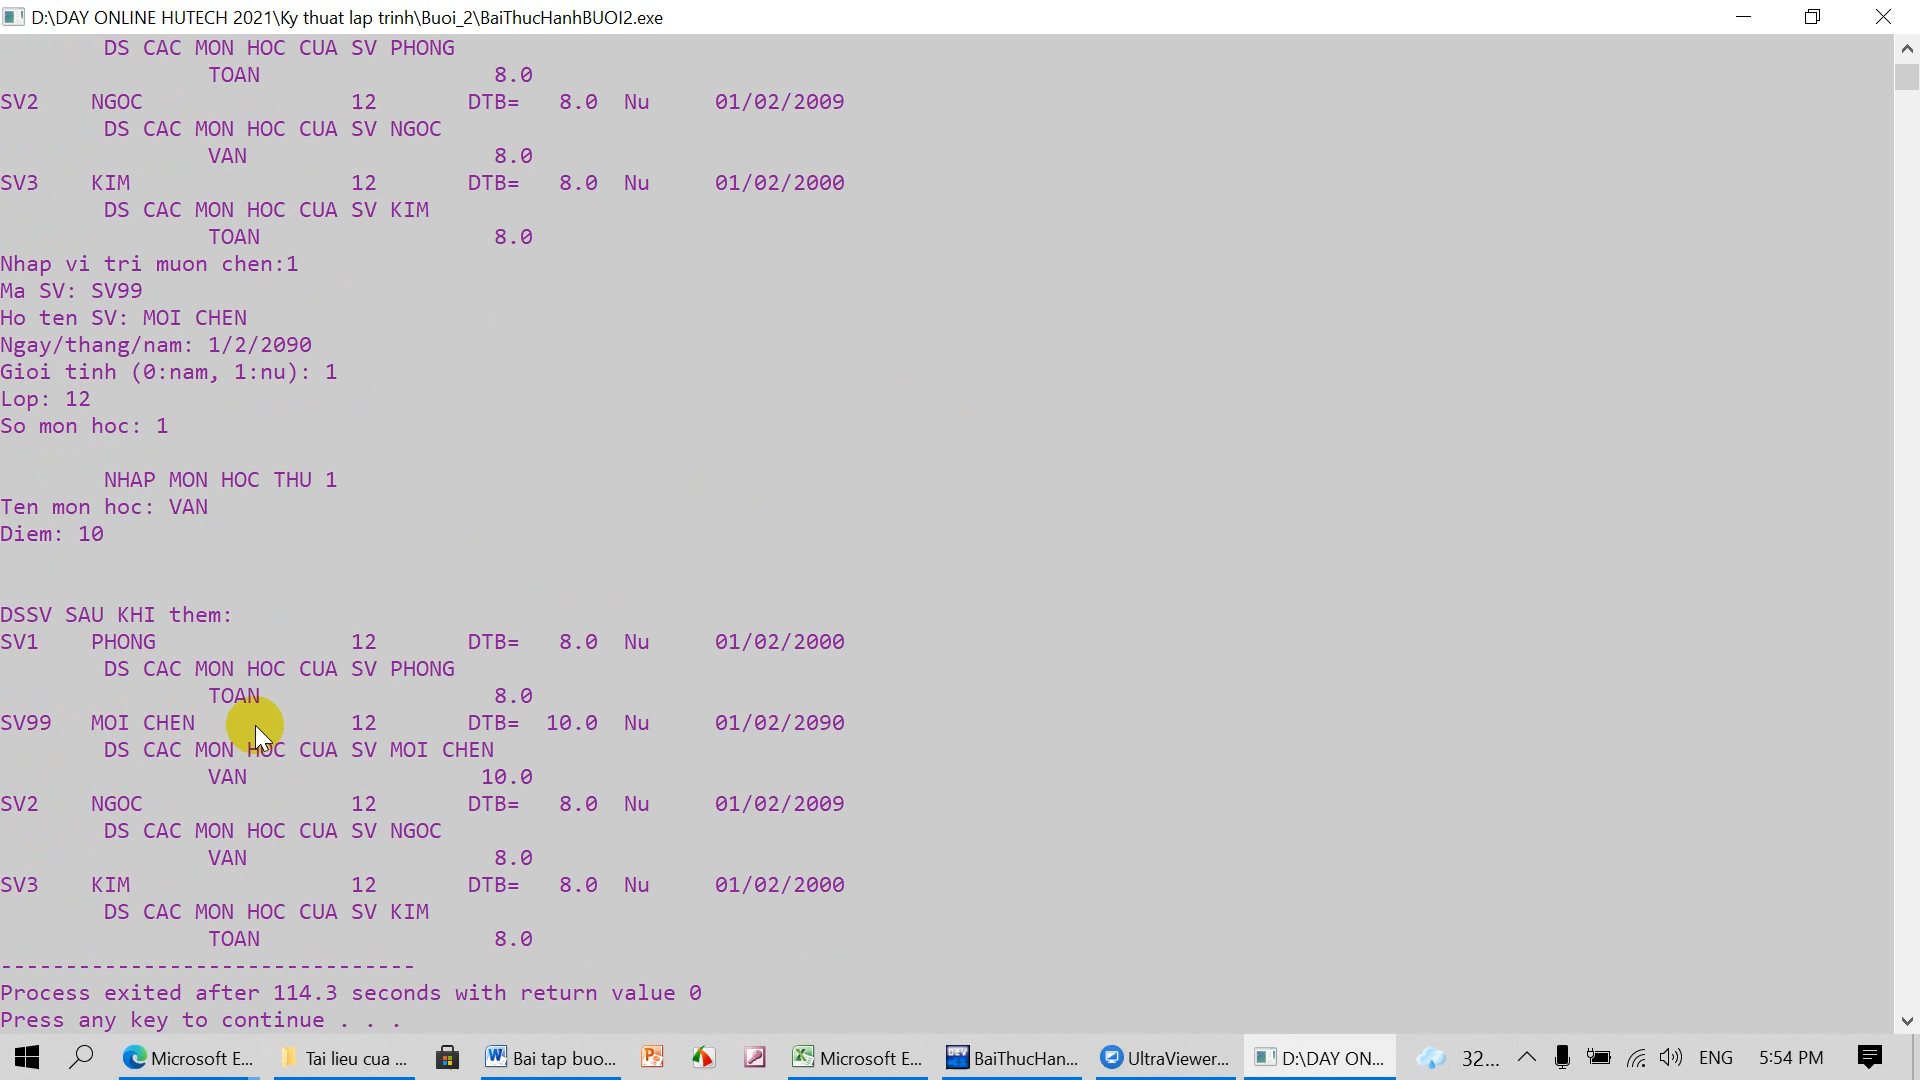 D:\DAY ONLINE HUTECH 2021\Ky thuat lap trinh\Buoi_2\BaiThucHanhBUOI2.exe
DS CAC MON HOC CUA SV PHONG
TOAN 8.0
SV2 NGOC 12 DTB= 8.0 Nu 01/02/2009
DS CAC MON HOC CUA SV NGOC
VAN 8.0
SV3 KIM 12 DTB= 8.0 Nu 01/02/2000
DS CAC MON HOC CUA SV KIM
TOAN 8.0
Nhap vi tri muon chen:1
Ma SV: SV99
Ho ten SV: MOI CHEN
Ngay/thang/nam: 1/2/2090
Gioi tinh (0:nam, 1:nu): 1
Lop: 12
So mon hoc: 1
NHAP MON HOC THU 1
Ten mon hoc: VAN
Diem: 10
DSSV SAU KHI them:
SV1 PHONG 12 DTB= 8.0 Nu 01/02/2000
DS CAC MON HOC CUA SV PHONG
TOAN 8.0
SV99 MOI CHEN 12 DTB= 10.0 Nu 01/02/2090
DS CAC MON HOC CUA SV MOI CHEN
VAN 10.0
SV2 NGOC 12 DTB= 8.0 Nu 01/02/2009
DS CAC MON HOC CUA SV NGOC
VAN 8.0
SV3 KIM 12 DTB= 8.0 Nu 01/02/2000
DS CAC MON HOC CUA SV KIM
TOAN 8.0
--------------------------------
Process exited after 114.3 seconds with return value 0
Press any key to continue . . .
Microsoft E... Tai lieu cua ... Bai tap buo... Microsoft E... BaiThucHan... UltraViewer... D:\DAY ON... 32... ENG 5:54 PM